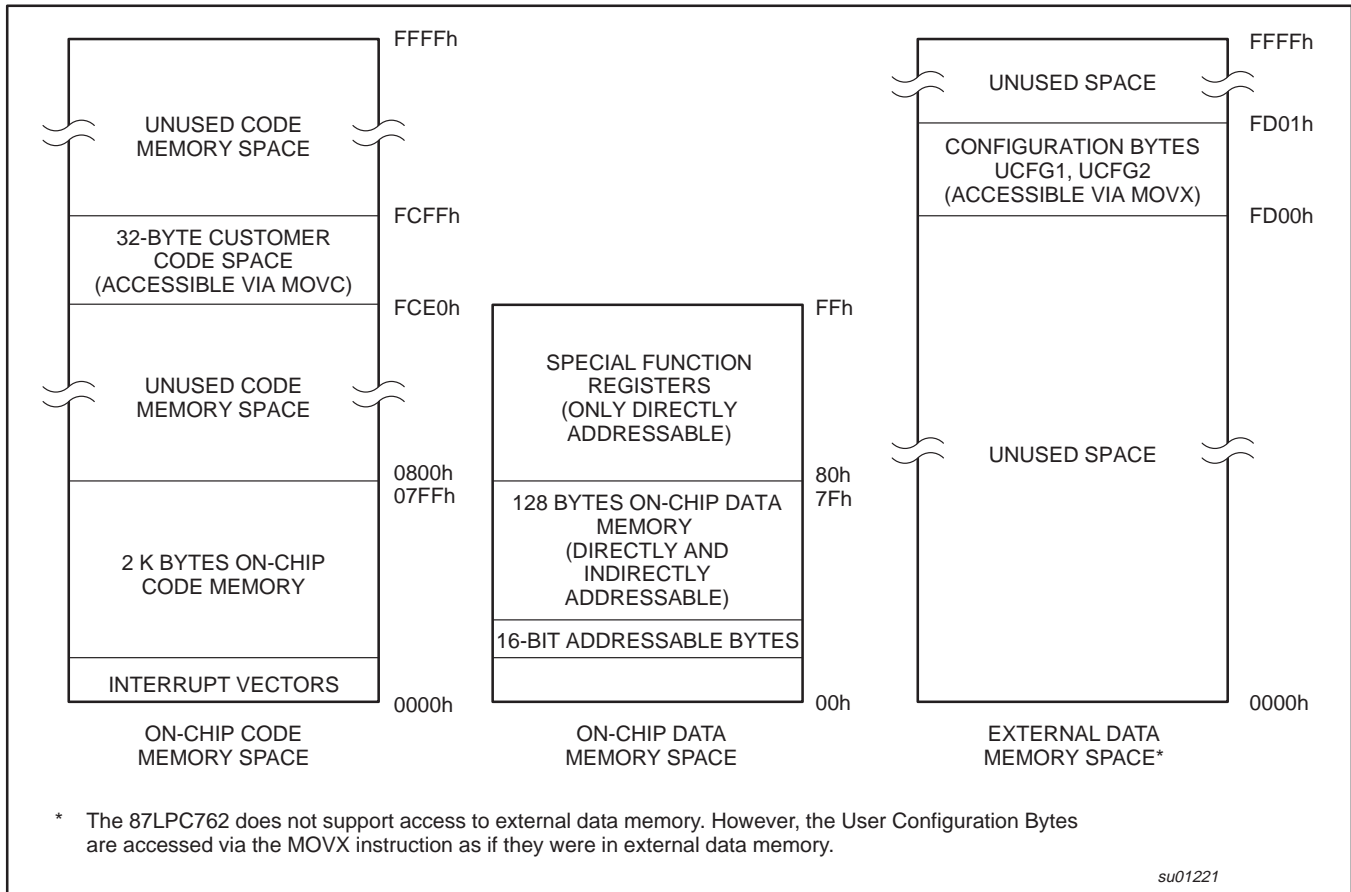 FFFFh
UNUSED CODE
MEMORY SPACE
FCFFh
32-BYTE CUSTOMER
CODE SPACE
(ACCESSIBLE VIA MOVC)
FCE0h
UNUSED CODE
MEMORY SPACE
0800h
07FFh
2 K BYTES ON-CHIP
CODE MEMORY
INTERRUPT VECTORS
0000h
ON-CHIP CODE
MEMORY SPACE
FFh
SPECIAL FUNCTION
REGISTERS
(ONLY DIRECTLY
ADDRESSABLE)
80h
7Fh
128 BYTES ON-CHIP DATA
MEMORY
(DIRECTLY AND
INDIRECTLY
ADDRESSABLE)
16-BIT ADDRESSABLE BYTES
00h
ON-CHIP DATA
MEMORY SPACE
FFFFh
UNUSED SPACE
FD01h
CONFIGURATION BYTES
UCFG1, UCFG2
(ACCESSIBLE VIA MOVX)
FD00h
UNUSED SPACE
0000h
EXTERNAL DATA
MEMORY SPACE*
* The 87LPC762 does not support access to external data memory. However, the User Configuration Bytes
are accessed via the MOVX instruction as if they were in external data memory.
su01221